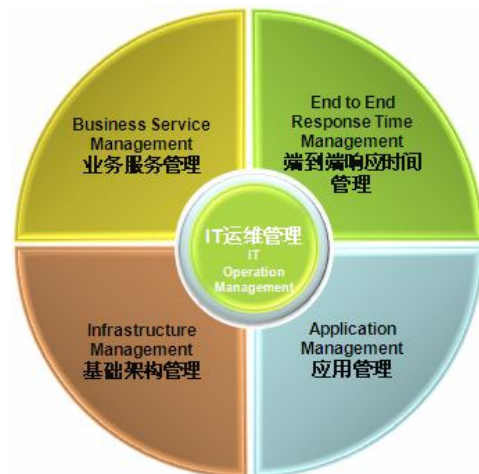 Business Service
Management
业务服务管理
End to End
Response Time
Management
端到端响应时间
管理
IT运维管理
IT
Operation
Management
Infrastructure
Management
基础架构管理
Application
Management
应用管理